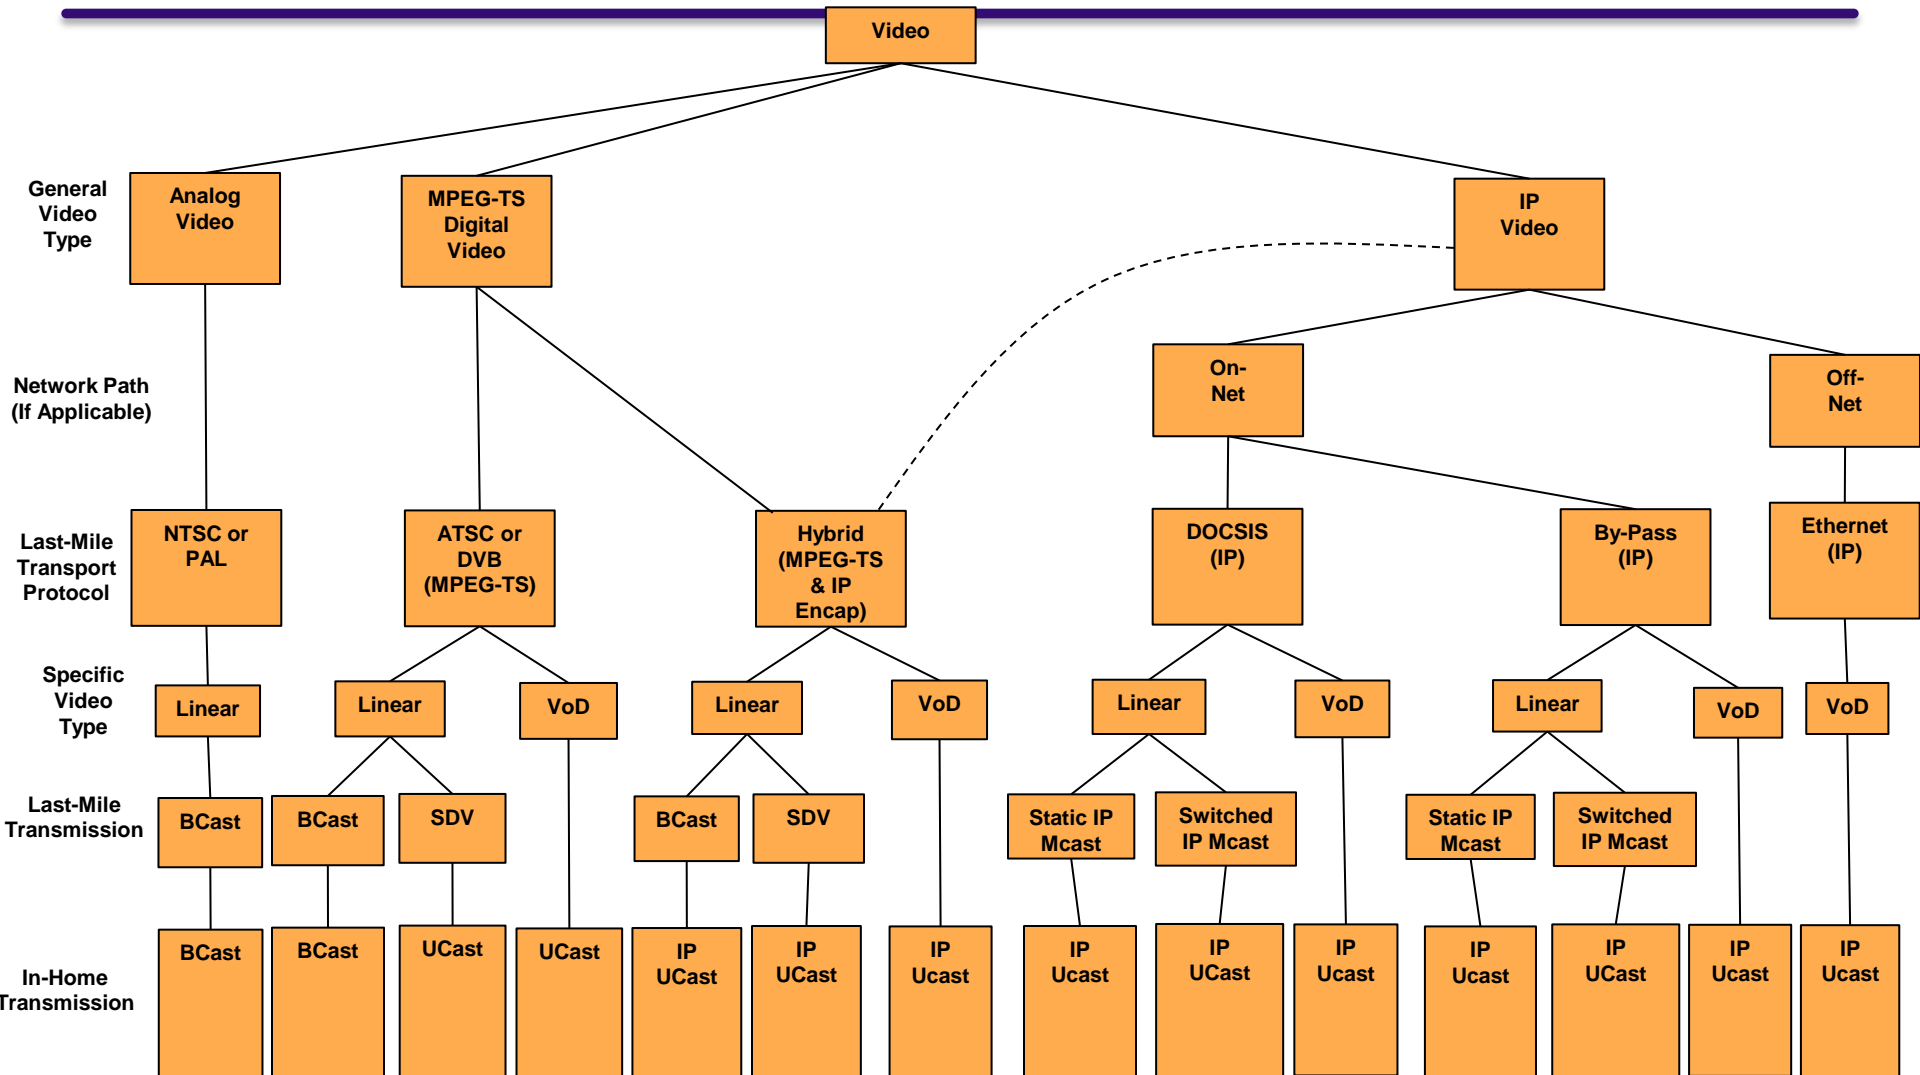 Video
General
Video
Type
Analog
Video
MPEG-TS
Digital
Video
IP
Video
Network Path
(If Applicable)
On-
Net
Off-
Net
Last-Mile
Transport
Protocol
NTSC or
PAL
ATSC or
DVB
(MPEG-TS)
Hybrid
(MPEG-TS
& IP
Encap)
DOCSIS
(IP)
By-Pass
(IP)
Ethernet
(IP)
Specific
Video
Type
Linear
Linear
VoD
Linear
VoD
Linear
VoD
Linear
VoD
VoD
Last-Mile
Transmission
BCast
BCast
SDV
BCast
SDV
Static IP
Mcast
Switched
IP Mcast
Static IP
Mcast
Switched
IP Mcast
In-Home
Transmission
BCast
BCast
UCast
UCast
IP
UCast
IP
UCast
IP
Ucast
IP
Ucast
IP
UCast
IP
Ucast
IP
Ucast
IP
UCast
IP
Ucast
IP
Ucast